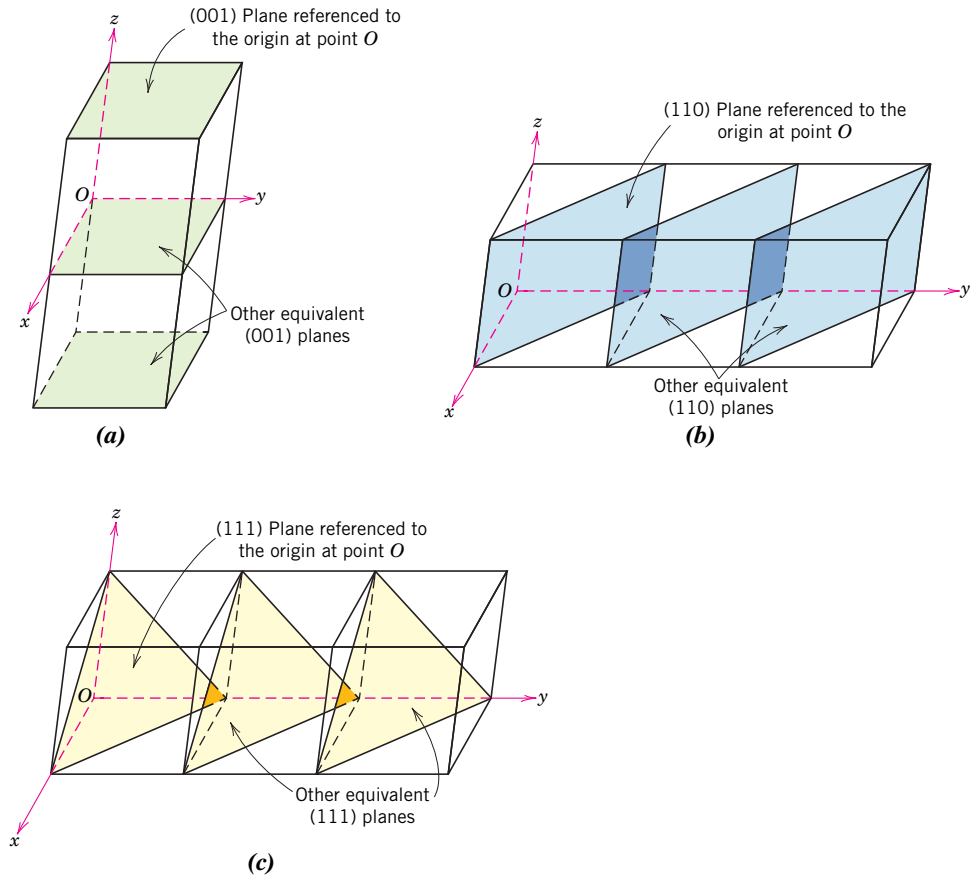 z
(001) Plane referenced to
the origin at point O
O
y
x
Other equivalent
(001) planes
(a)
(110) Plane referenced to the
origin at point O
z
O
y
x
Other equivalent
(110) planes
(b)
z
(111) Plane referenced to
the origin at point O
O
y
x
Other equivalent
(111) planes
(c)